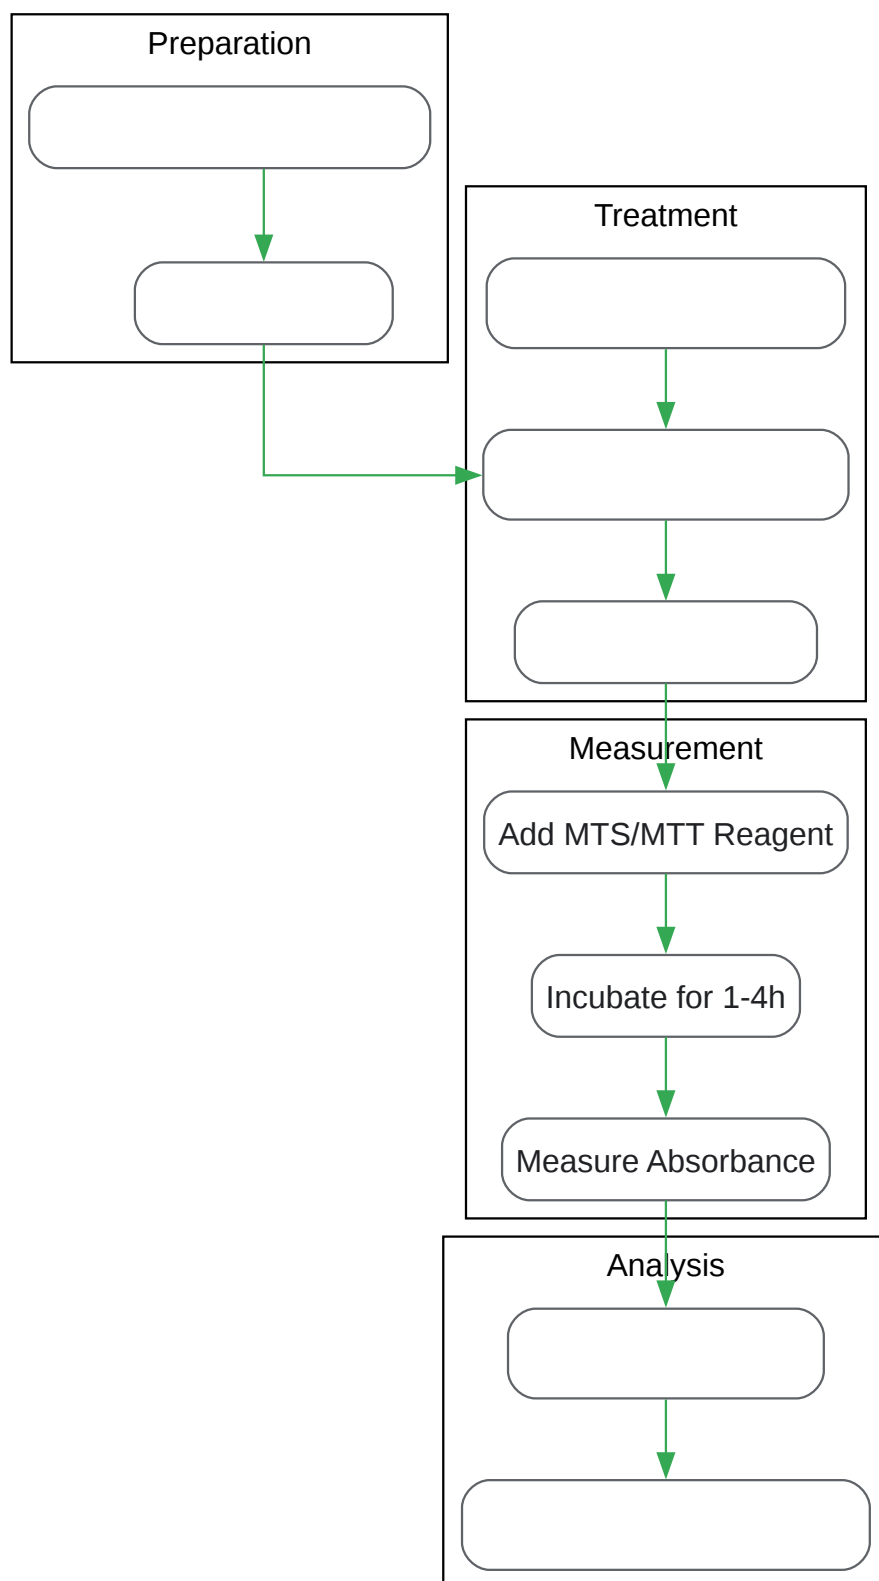 Preparation
Treatment
Measurement
Add MTS/MTT Reagent
Incubate for 1-4h
Measure Absorbance
Analysis